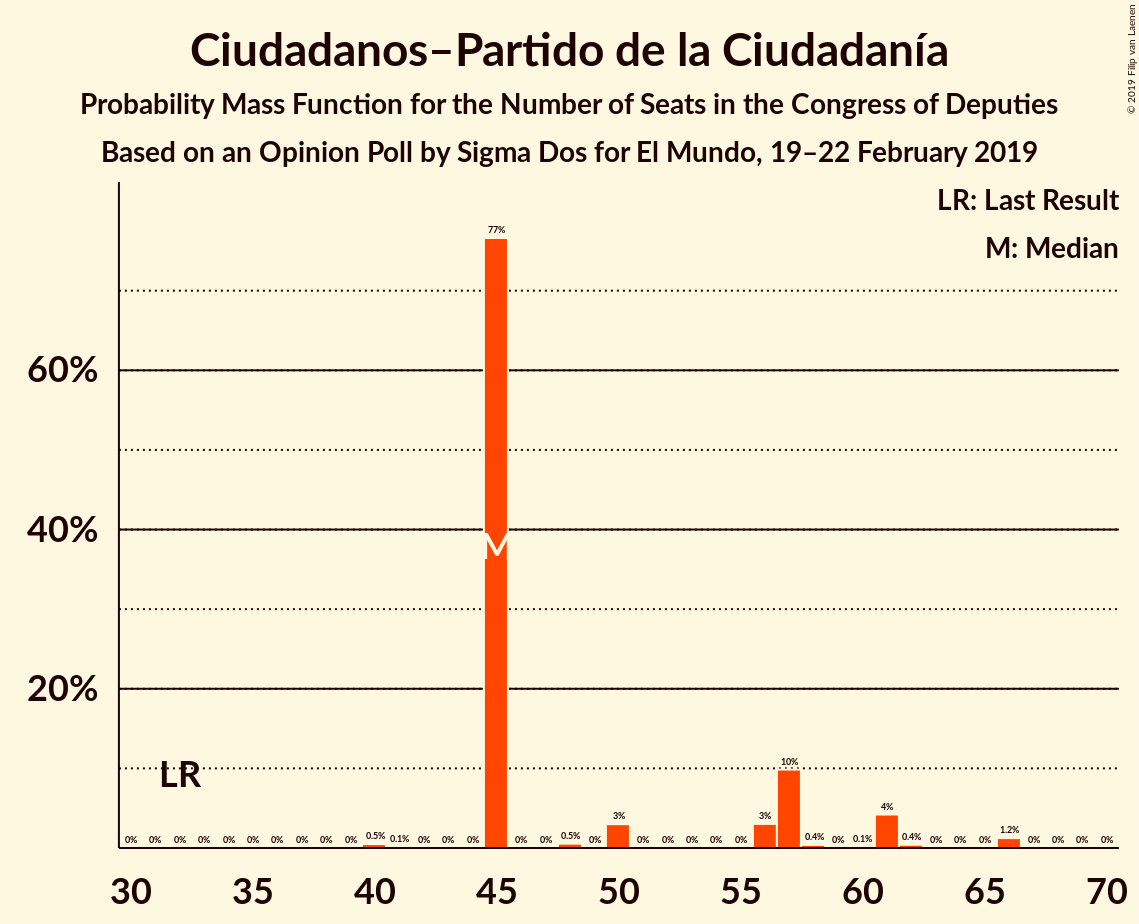 Ciudadanos–Partido de la Ciudadanía
Probability Mass Function for the Number of Seats in the Congress of Deputies
Based on an Opinion Poll by Sigma Dos for El Mundo, 19–22 February 2019
© 2019 Filip van Laenen
LR: Last Result
M: Median
77%
60%
40%
M
20%
LR
10%
0% 0% 0% 0% 0% 0% 0% 0% 0% 0% 0.5% 0.1% 0% 0% 0% 0% 0% 0.5% 0% 3% 0% 0% 0% 0% 0% 3% 0.4% 0% 0.1% 4% 0.4% 0% 0% 0% 1.2% 0% 0% 0% 0%
30 35 40 45 50 55 60 65 70